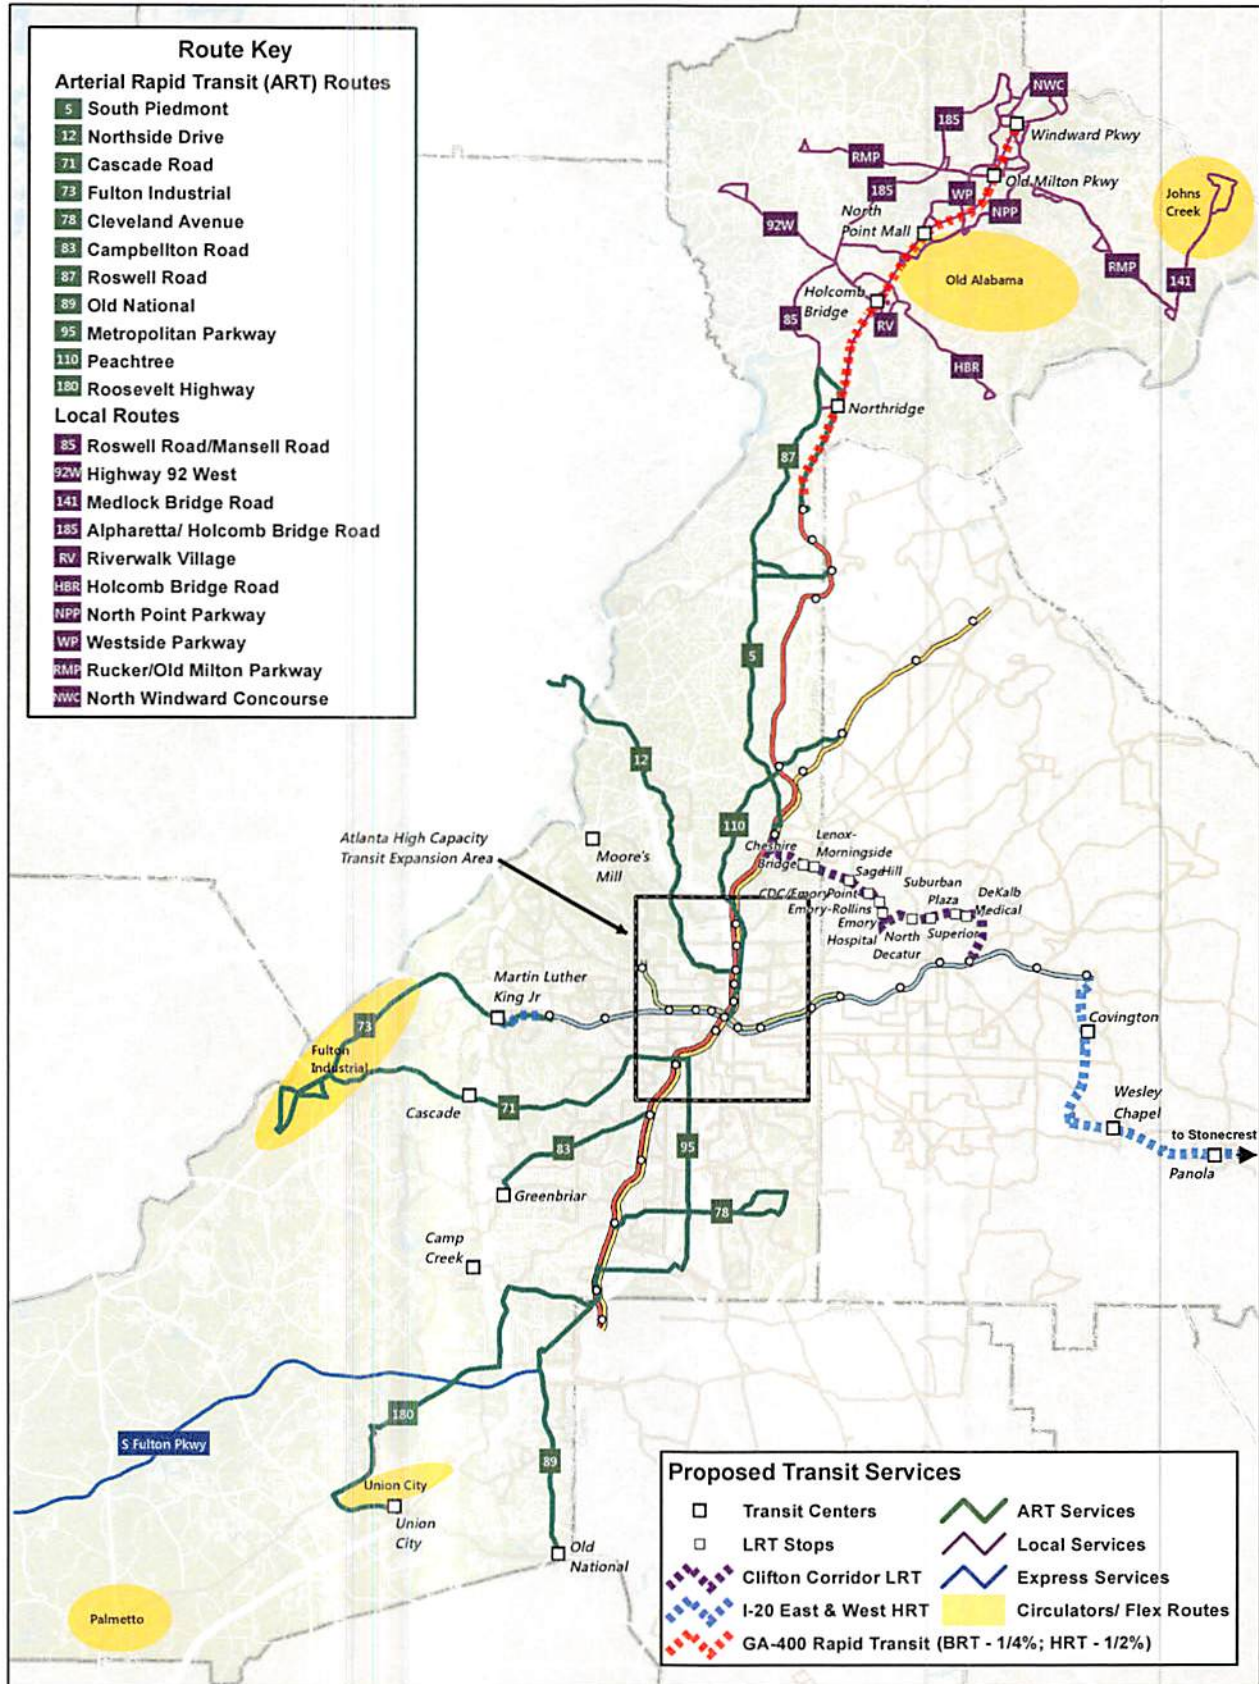 Route Key
Arterial Rapid Transit (ART) Routes
5 South Piedmont
12 Northside Drive
71 Cascade Road
73 Fulton Industrial
78 Cleveland Avenue
83 Campbellton Road
87 Roswell Road
89 Old National
95 Metropolitan Parkway
110 Peachtree
180 Roosevelt Highway
Local Routes
85 Roswell Road/Mansell Road
92W Highway 92 West
141 Medlock Bridge Road
185 Alpharetta/ Holcomb Bridge Road
RV Riverwalk Village
HBR Holcomb Bridge Road
NPP North Point Parkway
WP Westside Parkway
RMP Rucker/Old Milton Parkway
NWC North Windward Concourse
NWC
185
Windward Pkwy
RMP
Old Milton Pkwy
185
WP
NPP
Johns
Creek
92W
North
Point Mall
RMP
141
Old Alabama
Holcomb
Bridge
85
RV
HBR
Northridge
87
5
12
110
Atlanta High Capacity
Transit Expansion Area
Moore's
Mill
Cheshire
Bridge
Lenox-
Morningside
Sage Hill
CDC/Emory Point
Emory-Rollins
Emory
Hospital
Suburban
Plaza
DeKalb
Medical
North
Decatur
Superior
Martin Luther
King Jr
73
Fulton
Industrial
Covington
Cascade
71
Wesley
Chapel
83
95
to Stonecrest
Panola
Greenbriar
78
Camp
Creek
180
S Fulton Pkwy
89
Union City
Union
City
Old
National
Palmetto
Proposed Transit Services
Transit Centers
LRT Stops
Clifton Corridor LRT
I-20 East & West HRT
GA-400 Rapid Transit (BRT - 1/4%; HRT - 1/2%)
ART Services
Local Services
Express Services
Circulators/ Flex Routes